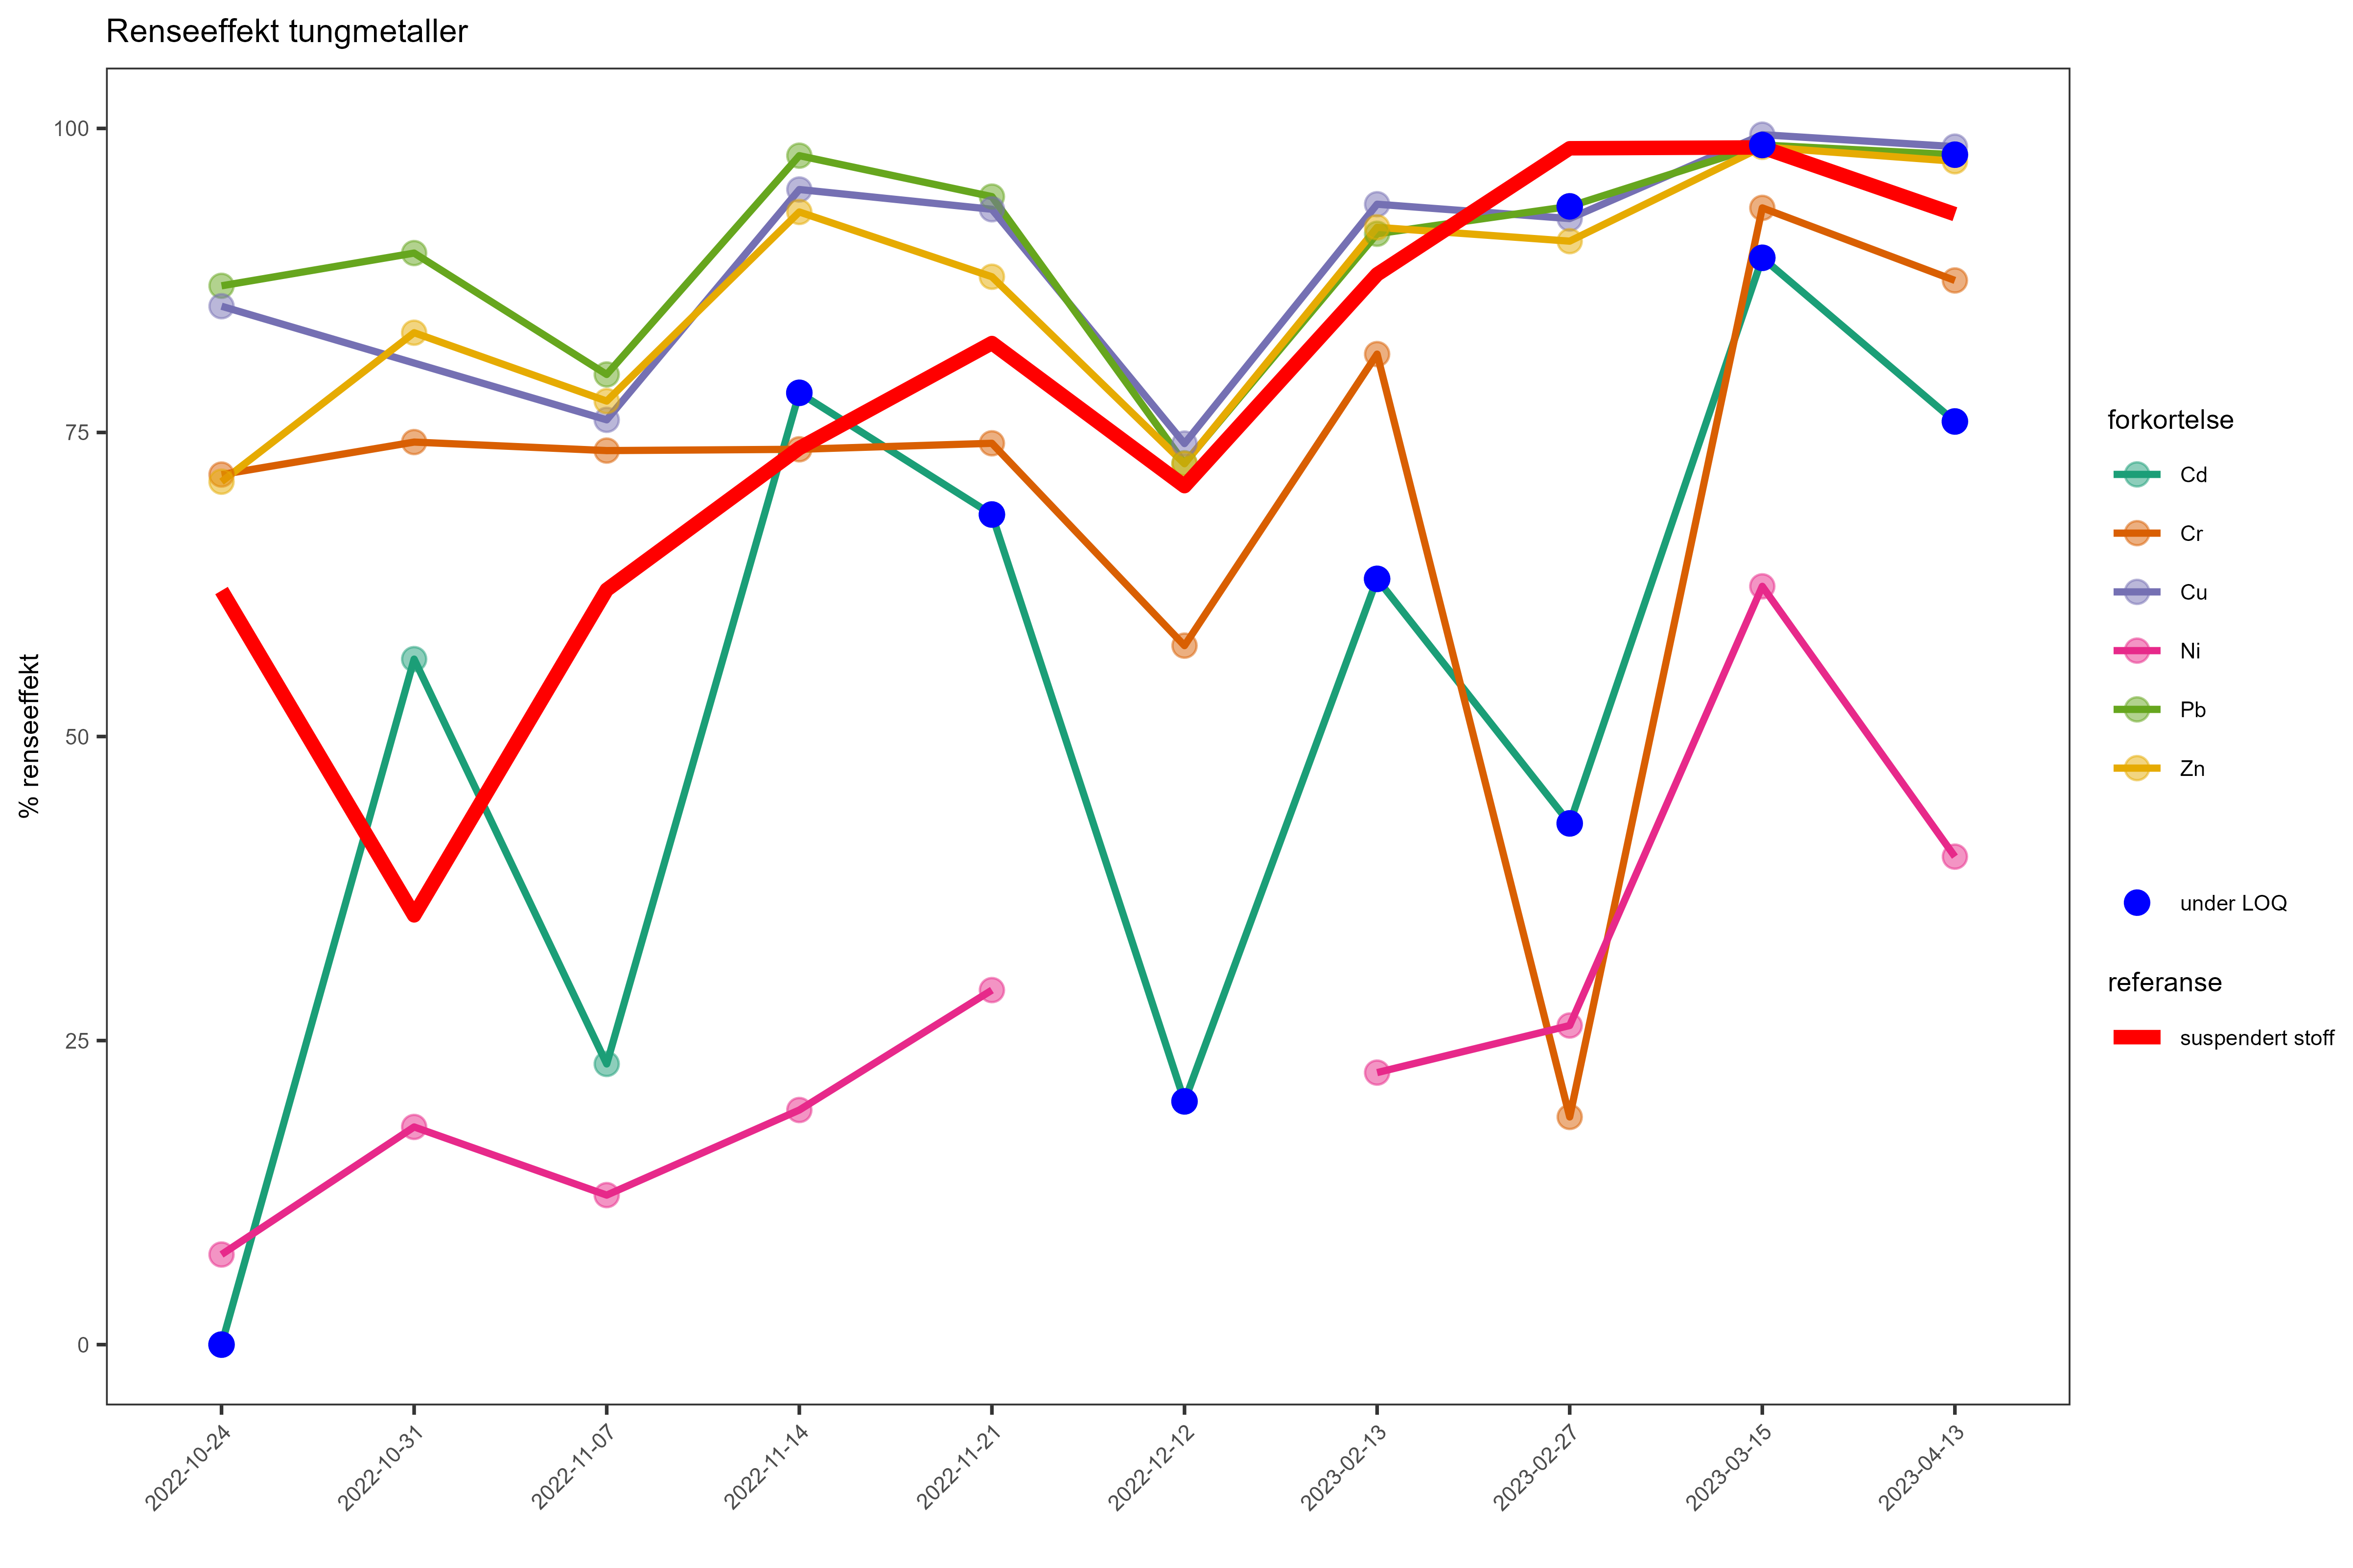 Renseeffekt tungmetaller
% renseeffekt
100
75
50
25
0
2022-10-24
2022-10-31
2022-11-07
2022-11-14
2022-11-21
2022-12-12
2023-02-13
2023-02-27
2023-03-15
2023-04-13
forkortelse
Cd
Cr
Cu
Ni
Pb
Zn
under LOQ
referanse
suspendert stoff